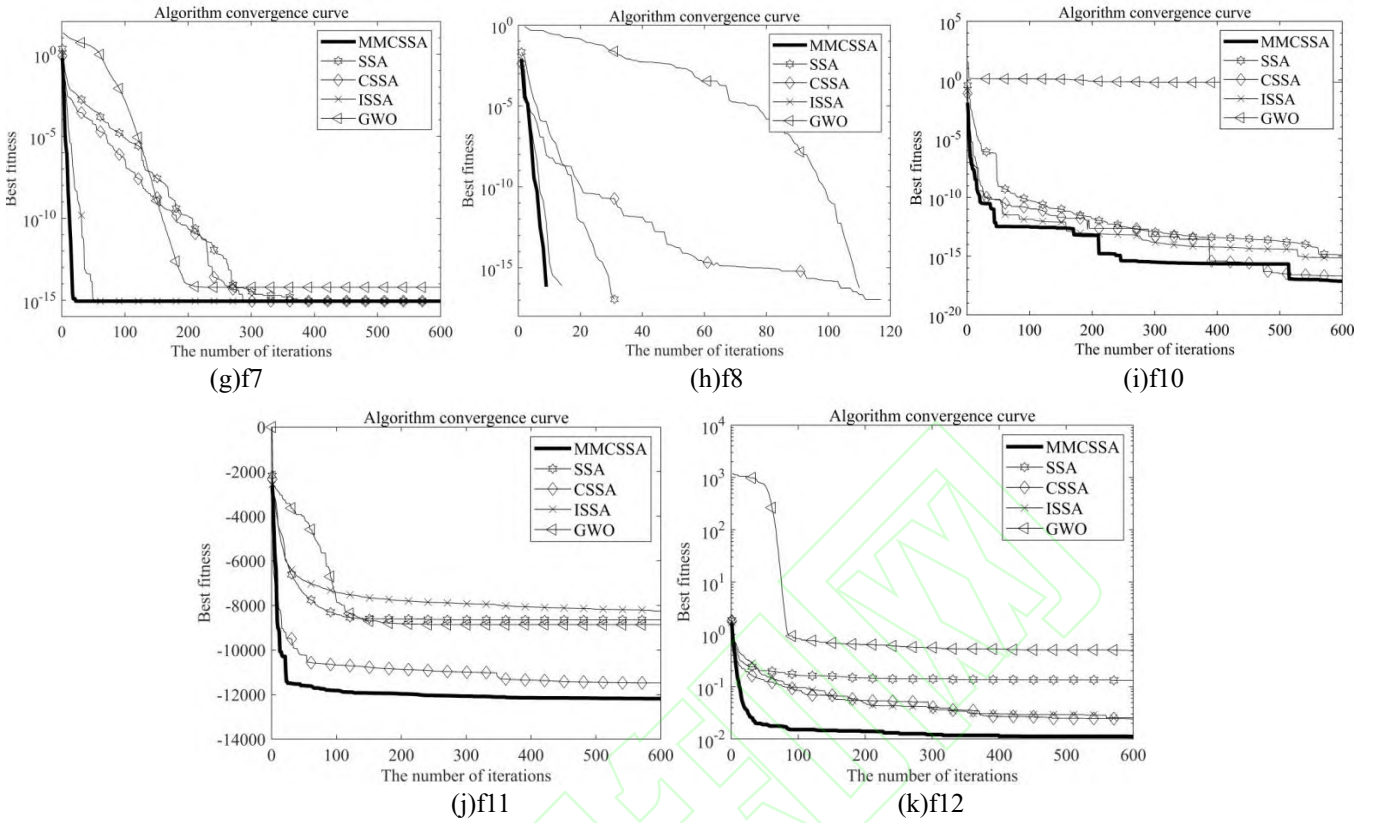 Algorithm convergence curve
10^0
10^-5
10^-10
10^-15
Best fitness
MMCSSA
SSA
CSSA
ISSA
GWO
0 100 200 300 400 500 600
The number of iterations
(g)f7
Algorithm convergence curve
10^0
10^-5
10^-10
10^-15
Best fitness
MMCSSA
SSA
CSSA
ISSA
GWO
0 20 40 60 80 100 120
The number of iterations
(h)f8
Algorithm convergence curve
10^5
10^0
10^-5
10^-10
10^-15
10^-20
Best fitness
MMCSSA
SSA
CSSA
ISSA
GWO
0 100 200 300 400 500 600
The number of iterations
(i)f10
Algorithm convergence curve
0
-2000
-4000
-6000
-8000
-10000
-12000
-14000
Best fitness
MMCSSA
SSA
CSSA
ISSA
GWO
0 100 200 300 400 500 600
The number of iterations
(j)f11
Algorithm convergence curve
10^4
10^3
10^2
10^1
10^0
10^-1
10^-2
Best fitness
MMCSSA
SSA
CSSA
ISSA
GWO
0 100 200 300 400 500 600
The number of iterations
(k)f12